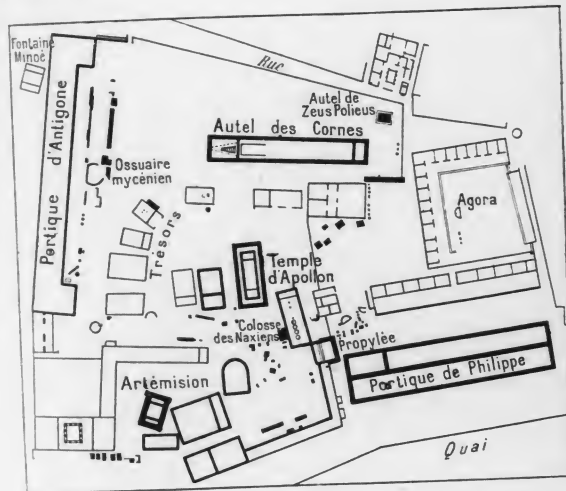 Fontaine
Minoé
Rue
Autel de
Zeus Polieus
Autel des Cornes
Portique d'Antigone
Ossuaire
mycénien
Agora
Trésors
Temple
d'Apollon
Colosse
des Naxiens
Propylée
Artémision
Portique de Philippe
Quai